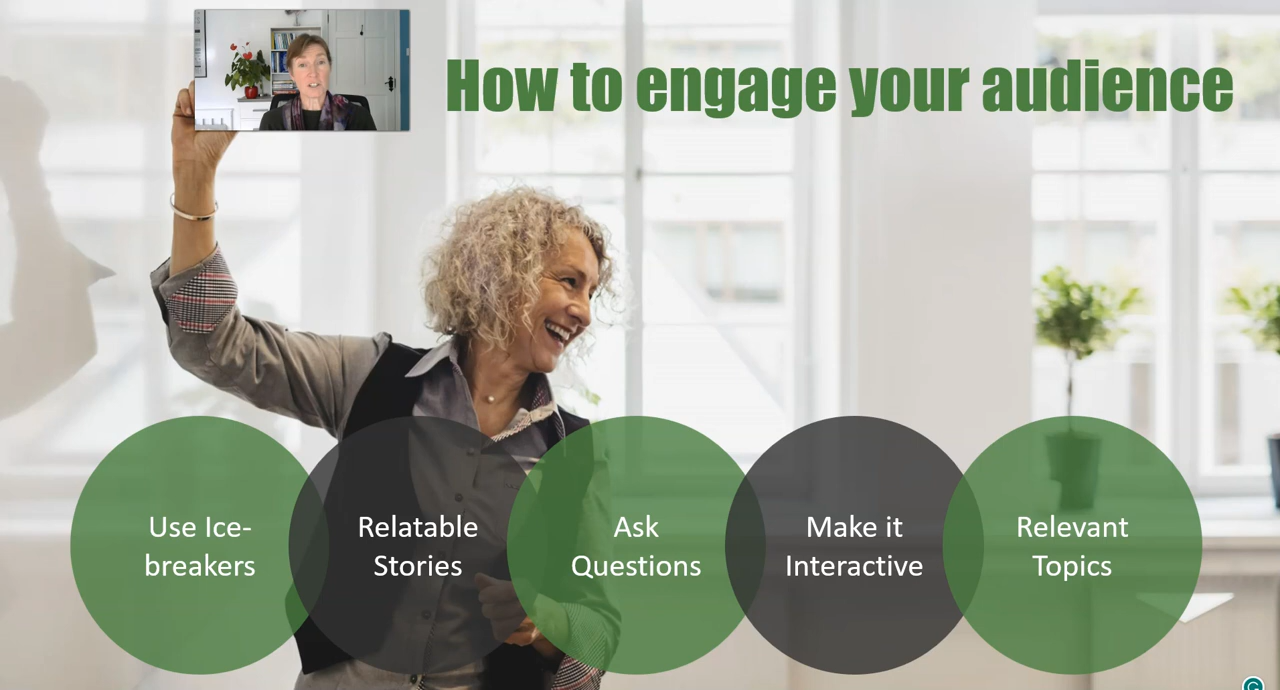 How to engage your audience
Use Ice-
breakers
Relatable
Stories
Ask
Questions
Make it
Interactive
Relevant
Topics